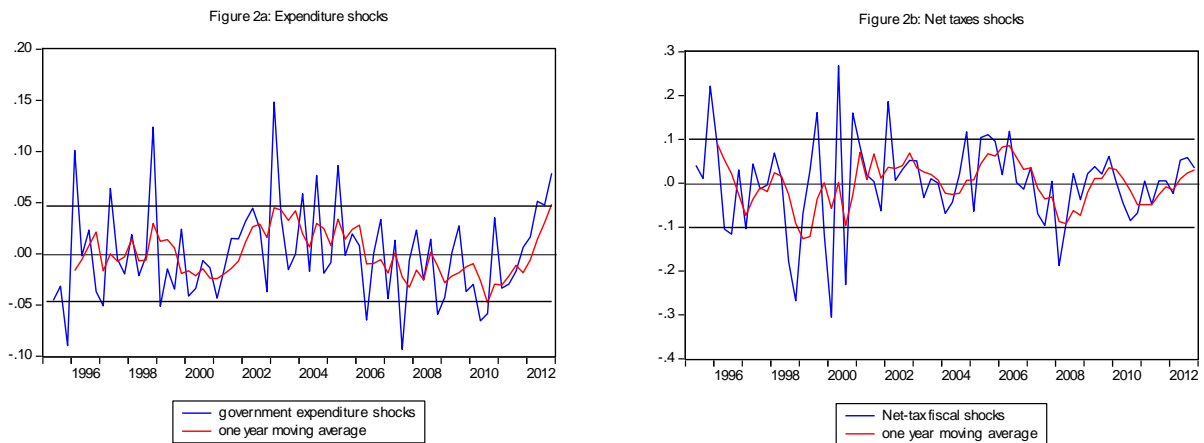 Figure 2a: Expenditure shocks
.20
.15
.10
.05
.00
-.05
-.10
1996 1998 2000 2002 2004 2006 2008 2010 2012
government expenditure shocks
one year moving average
Figure 2b: Net taxes shocks
.3
.2
.1
.0
-.1
-.2
-.3
-.4
1996 1998 2000 2002 2004 2006 2008 2010 2012
Net-tax fiscal shocks
one year moving average